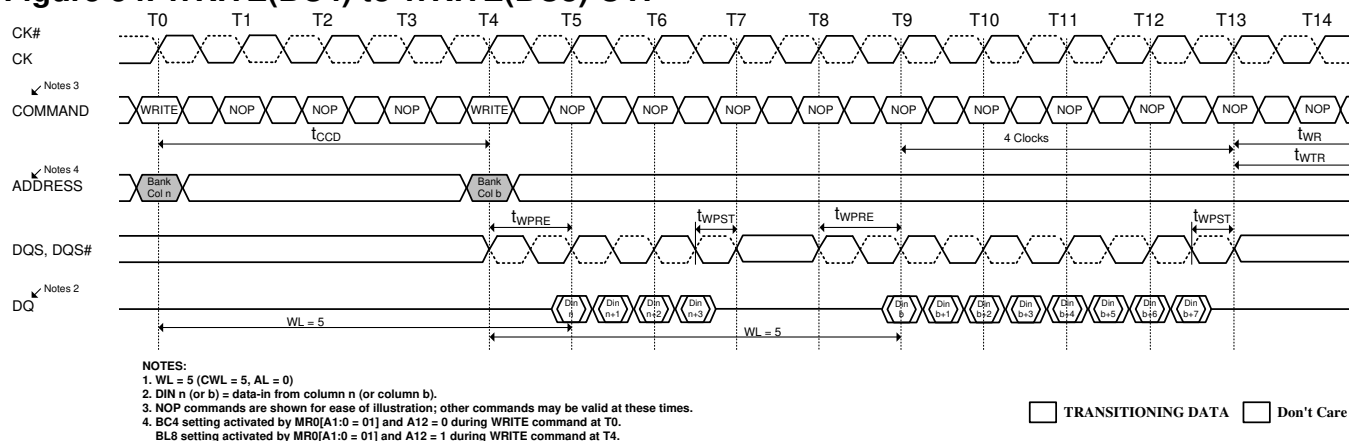 T0 T1 T2 T3 T4 T5 T6 T7 T8 T9 T10 T11 T12 T13 T14
CK#
CK
Notes 3
COMMAND
WRITE NOP NOP NOP WRITE NOP NOP NOP NOP NOP NOP NOP NOP NOP NOP
tCCD
4 Clocks
tWR
tWTR
Notes 4
ADDRESS
Bank Col n
Bank Col b
tWPRE tWPST tWPRE tWPST
DQS, DQS#
Notes 2
DQ
Din n Din n+1 Din n+2 Din n+3 Din b Din b+1 Din b+2 Din b+3 Din b+4 Din b+5 Din b+6 Din b+7
WL = 5
WL = 5
NOTES:
1. WL = 5 (CWL = 5, AL = 0)
2. DIN n (or b) = data-in from column n (or column b).
3. NOP commands are shown for ease of illustration; other commands may be valid at these times.
4. BC4 setting activated by MR0[A1:0 = 01] and A12 = 0 during WRITE command at T0.
BL8 setting activated by MR0[A1:0 = 01] and A12 = 1 during WRITE command at T4.
TRANSITIONING DATA Don't Care